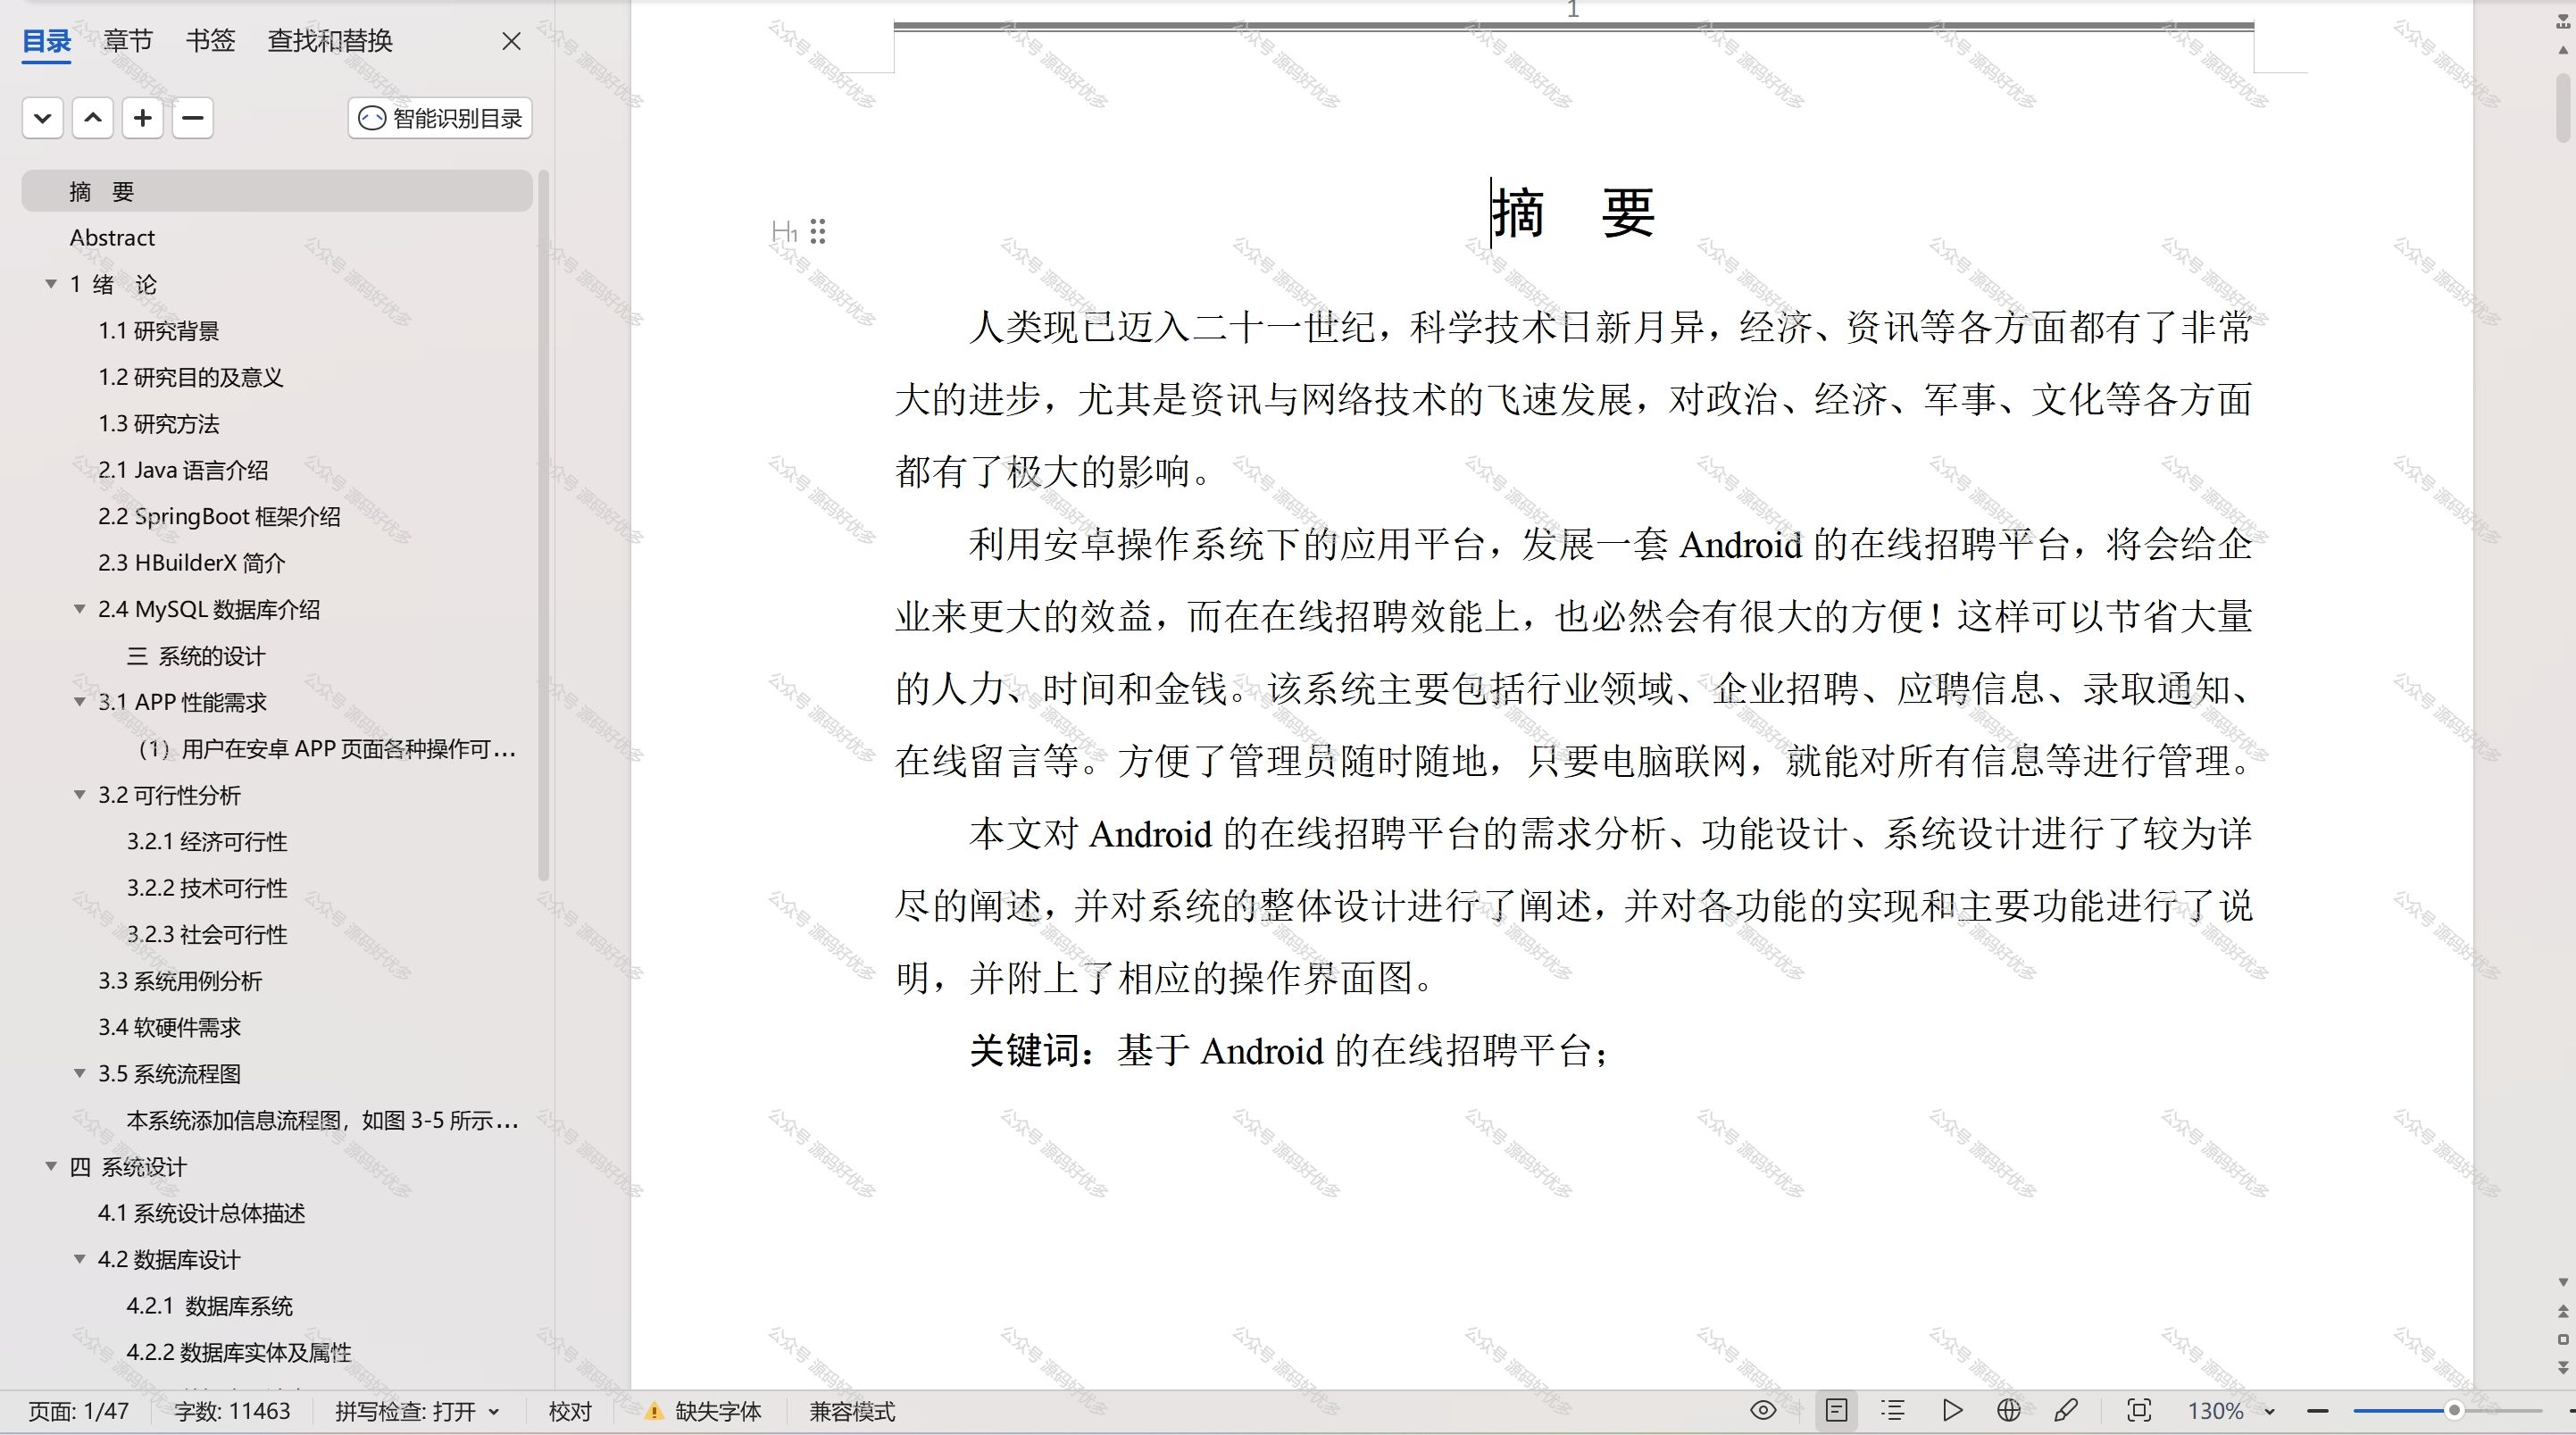 目录 章节 书签 查找和替换
智能识别目录
摘 要
Abstract
1 绪 论
1.1 研究背景
1.2 研究目的及意义
1.3 研究方法
2.1 Java 语言介绍
2.2 SpringBoot 框架介绍
2.3 HBuilderX 简介
2.4 MySQL 数据库介绍
三 系统的设计
3.1 APP 性能需求
（1）用户在安卓 APP 页面各种操作可...
3.2 可行性分析
3.2.1 经济可行性
3.2.2 技术可行性
3.2.3 社会可行性
3.3 系统用例分析
3.4 软硬件需求
3.5 系统流程图
本系统添加信息流程图，如图 3-5 所示...
四 系统设计
4.1 系统设计总体描述
4.2 数据库设计
4.2.1 数据库系统
4.2.2 数据库实体及属性
1
H1
摘 要
人类现已迈入二十一世纪，科学技术日新月异，经济、资讯等各方面都有了非常
大的进步，尤其是资讯与网络技术的飞速发展，对政治、经济、军事、文化等各方面
都有了极大的影响。
利用安卓操作系统下的应用平台，发展一套 Android 的在线招聘平台，将会给企
业来更大的效益，而在在线招聘效能上，也必然会有很大的方便！这样可以节省大量
的人力、时间和金钱。该系统主要包括行业领域、企业招聘、应聘信息、录取通知、
在线留言等。方便了管理员随时随地，只要电脑联网，就能对所有信息等进行管理。
本文对 Android 的在线招聘平台的需求分析、功能设计、系统设计进行了较为详
尽的阐述，并对系统的整体设计进行了阐述，并对各功能的实现和主要功能进行了说
明，并附上了相应的操作界面图。
关键词：基于 Android 的在线招聘平台；
公众号 源码好优多
页面: 1/47 字数: 11463 拼写检查: 打开 校对 缺失字体 兼容模式 130%